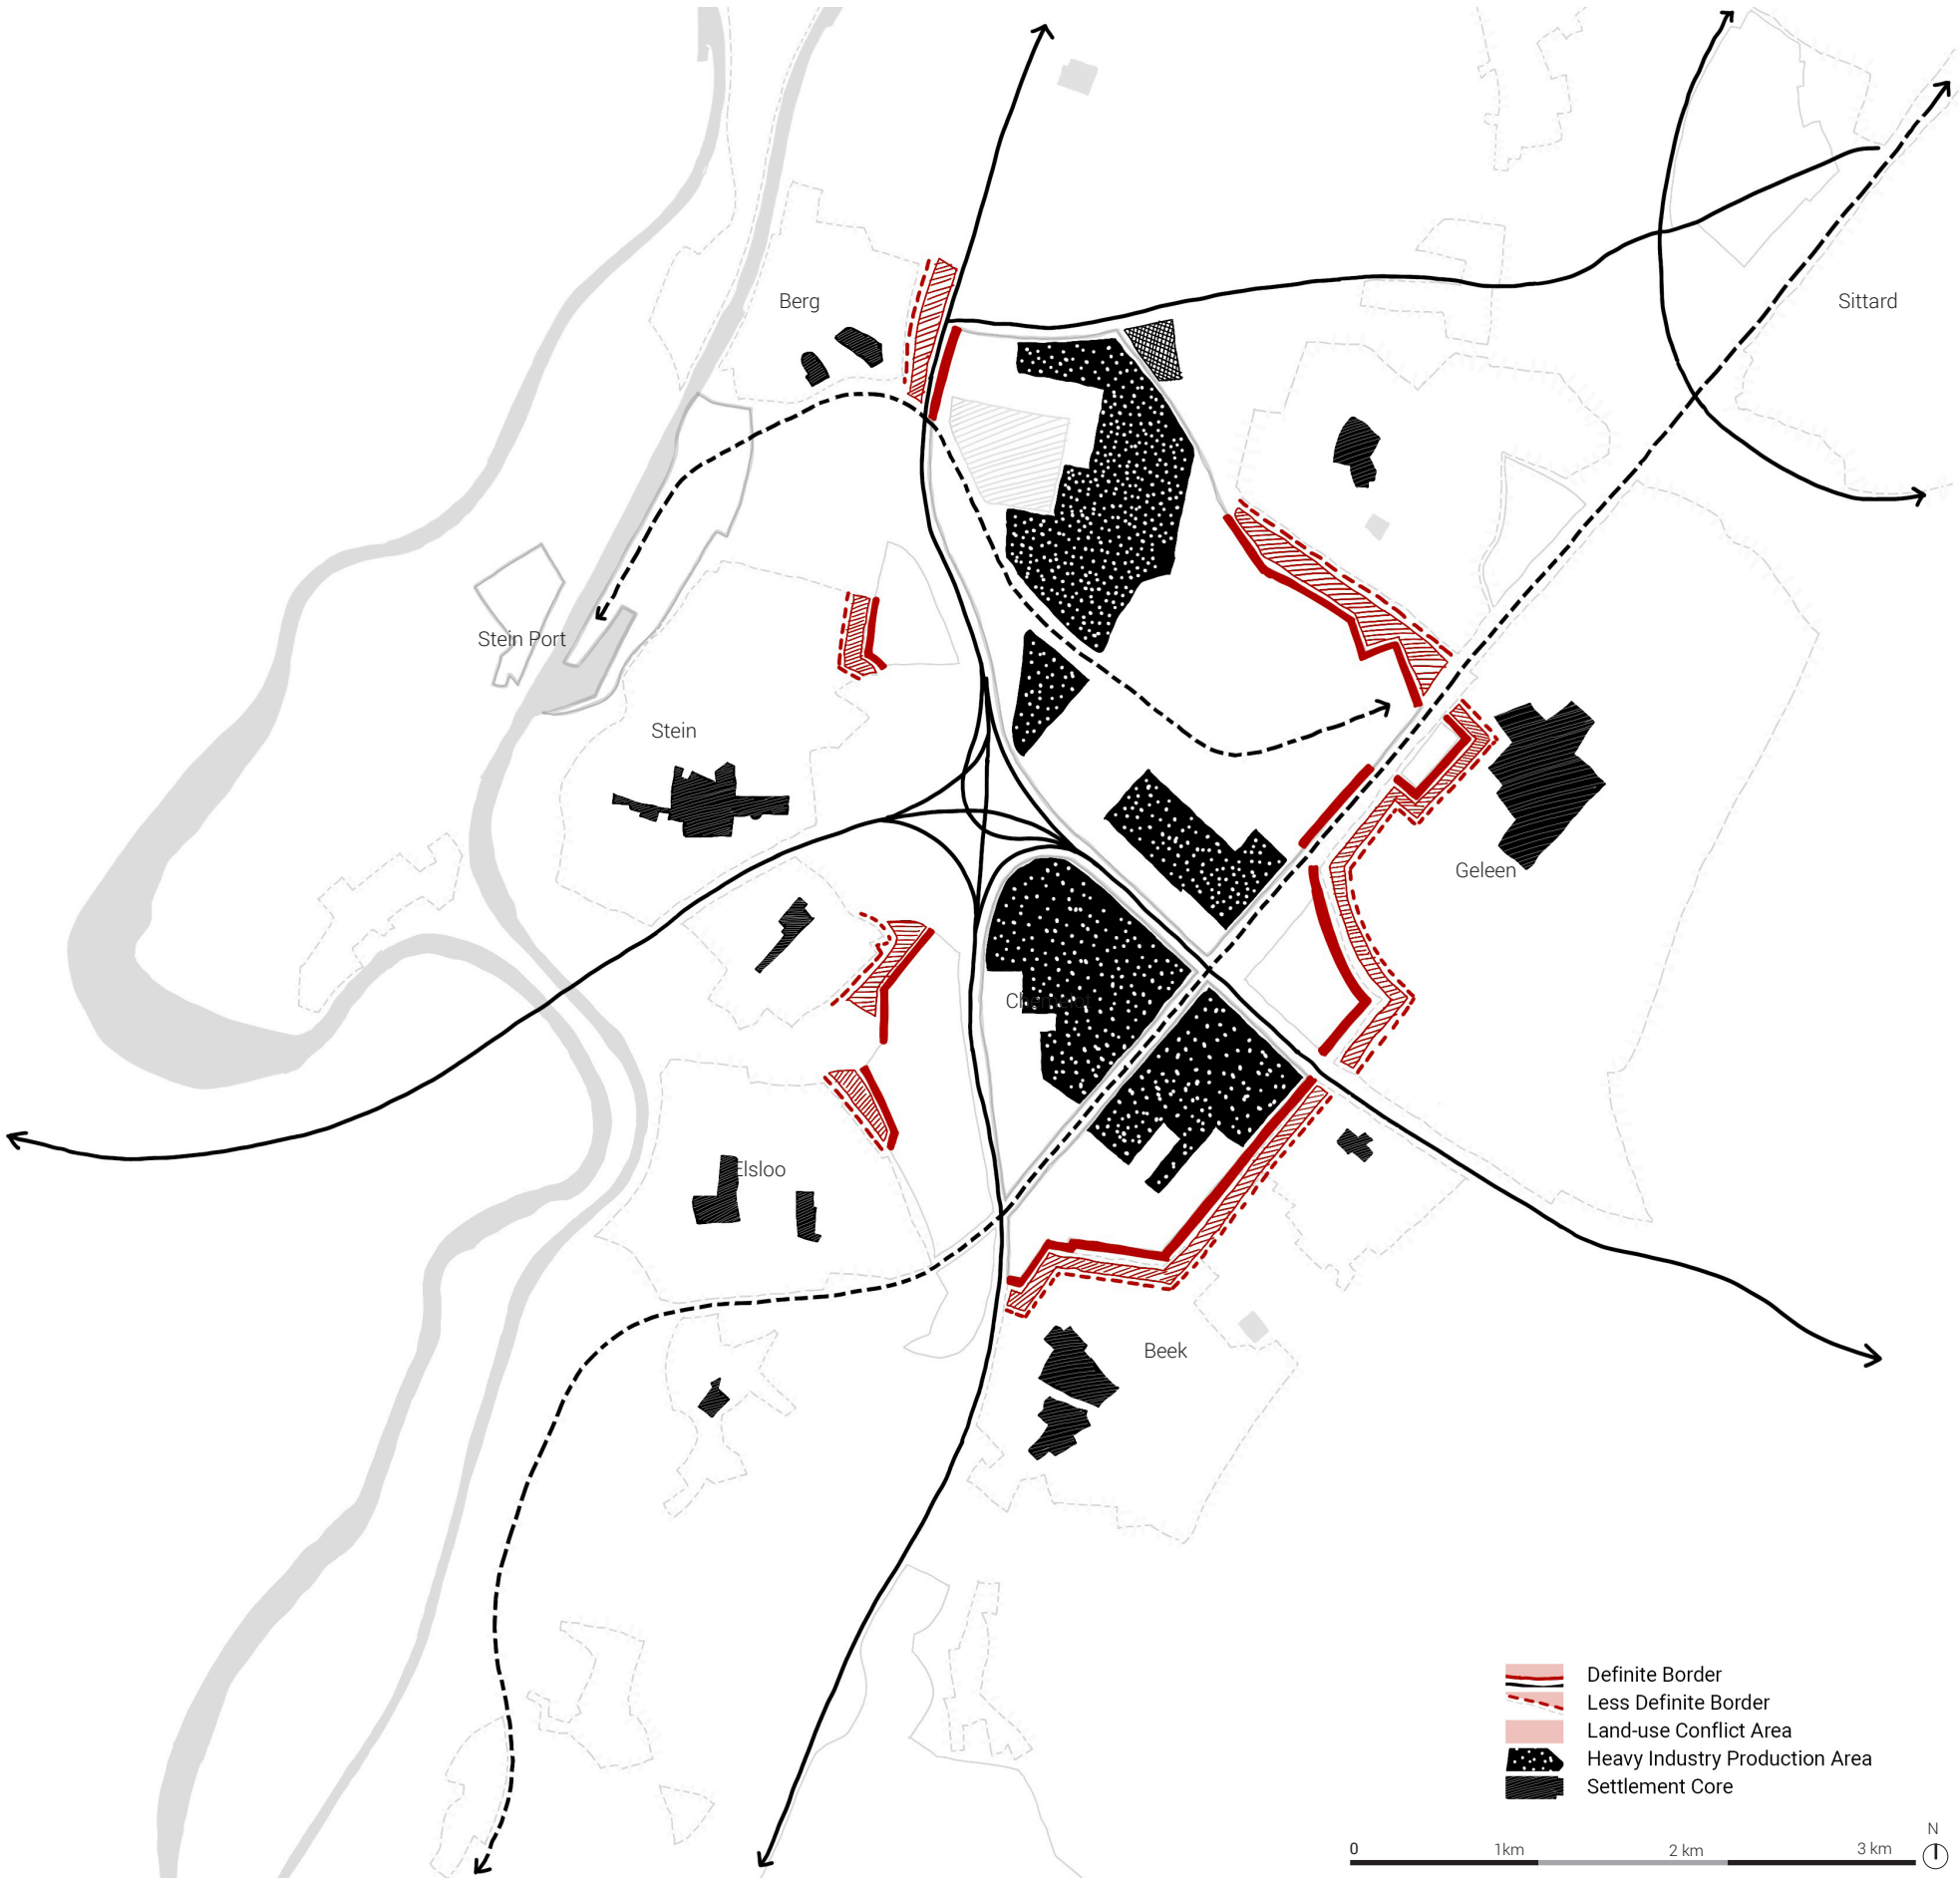 Berg
Sittard
Stein Port
Stein
Geleen
Chemelot
Elsloo
Beek
Definite Border
Less Definite Border
Land-use Conflict Area
Heavy Industry Production Area
Settlement Core
N
0 1km 2 km 3 km